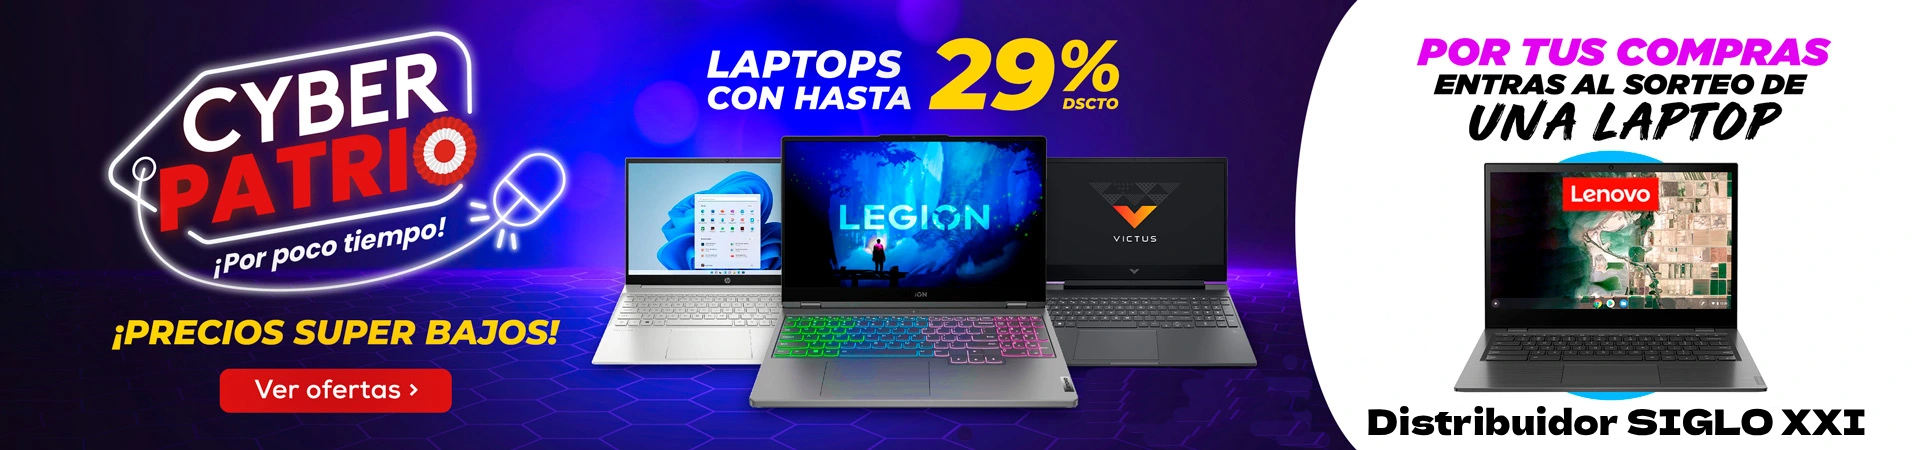 CYBER
PATRIO
¡Por poco tiempo!
¡PRECIOS SUPER BAJOS!
Ver ofertas ›
LAPTOPS
CON HASTA
29%
DSCTO
LEGION
VICTUS
hp
POR TUS COMPRAS
ENTRAS AL SORTEO DE
UNA LAPTOP
Lenovo
Distribuidor SIGLO XXI